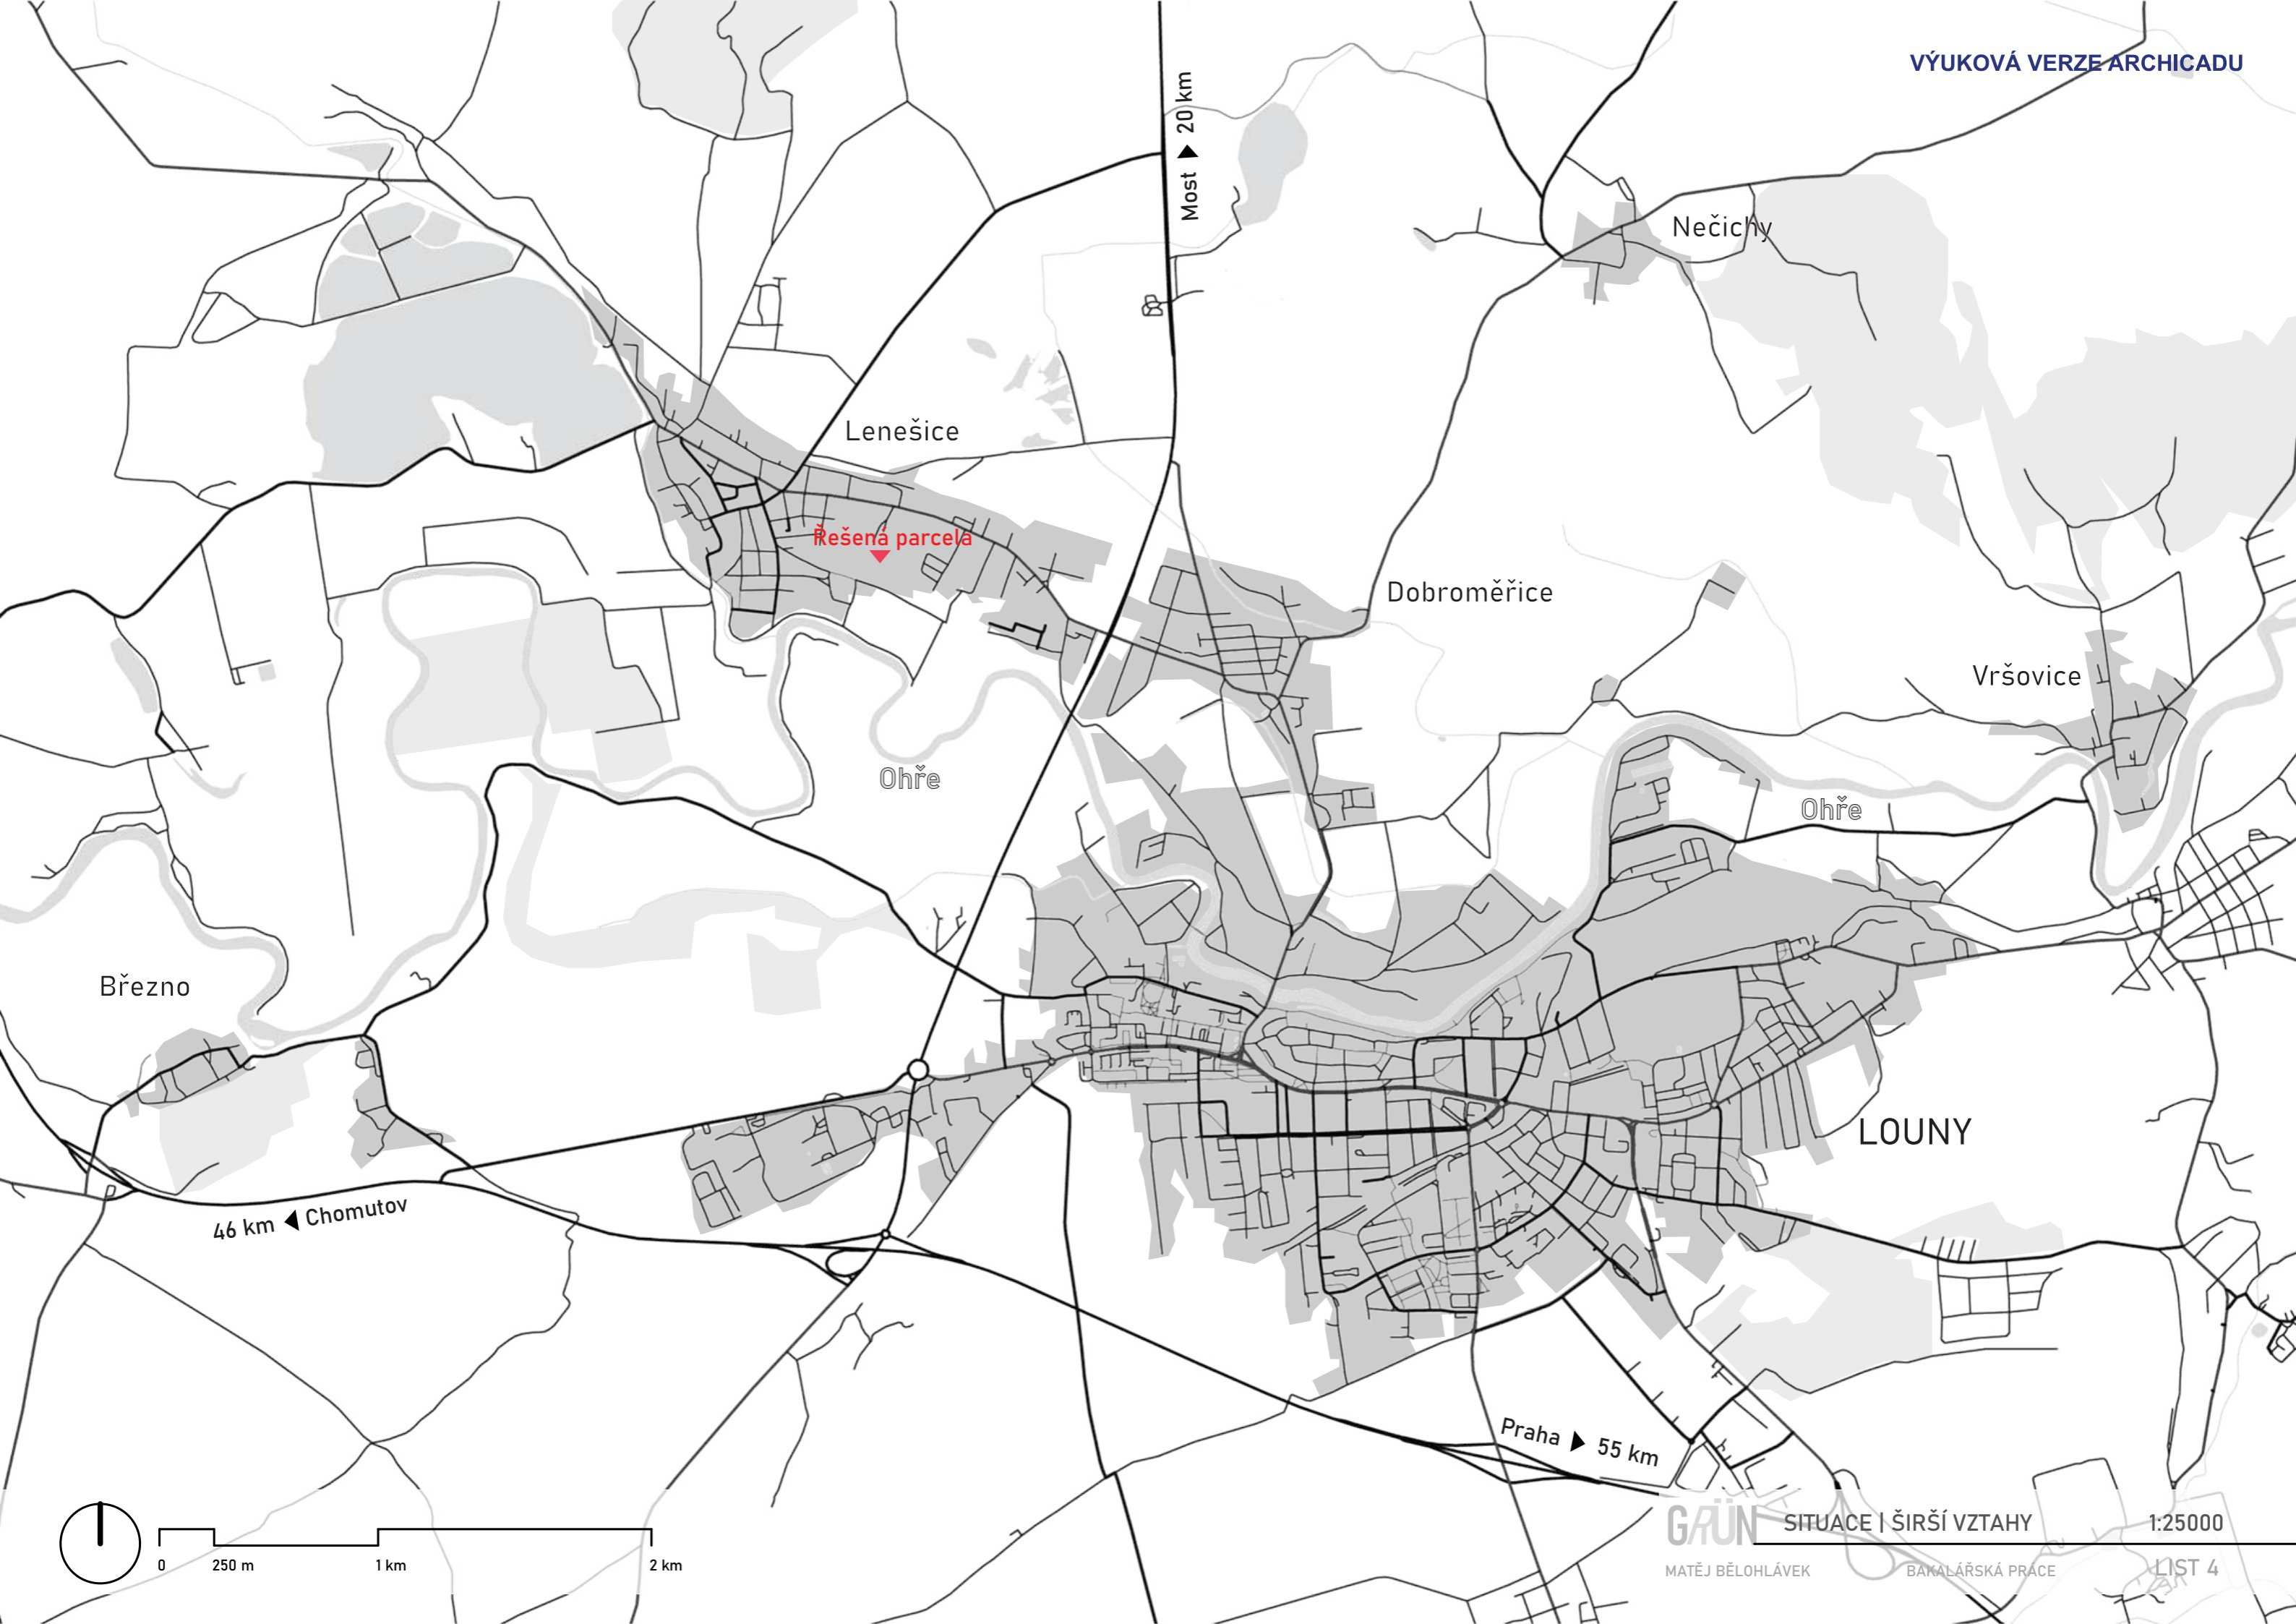 VÝUKOVÁ VERZE ARCHICADU
Most ▶ 20 km
Nečichy
Lenešice
Řešená parcela
Dobroměřice
Vršovice
Ohře
Ohře
Březno
LOUNY
46 km ◀ Chomutov
Praha ▶ 55 km
0 250 m 1 km 2 km
GRÜN SITUACE | ŠIRŠÍ VZTAHY 1:25000
MATĚJ BĚLOHLÁVEK BAKALÁŘSKÁ PRÁCE LIST 4